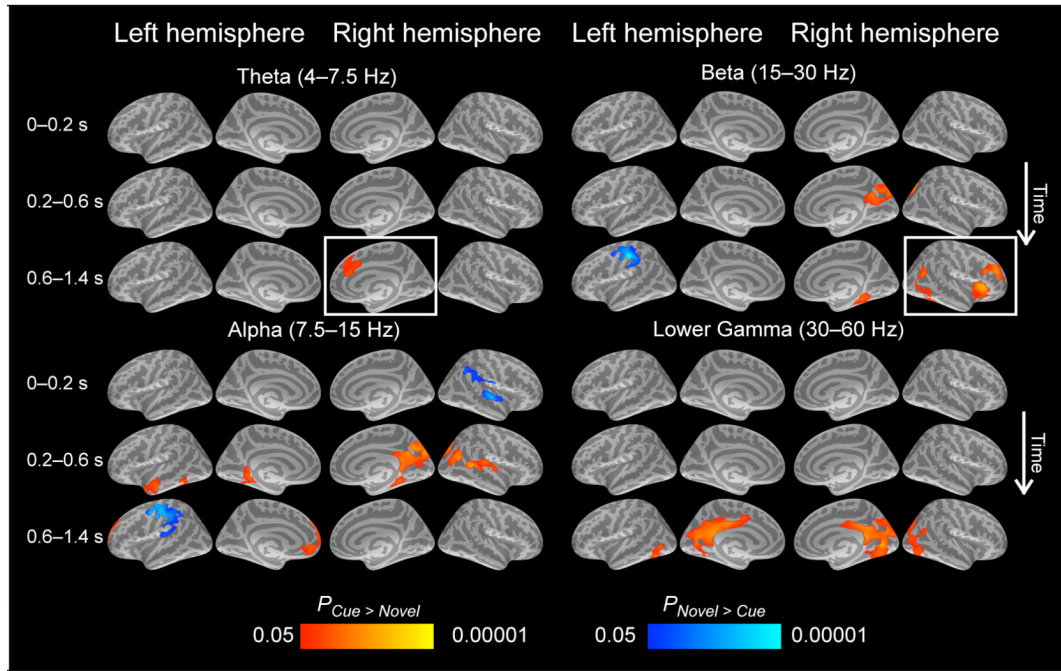 Left hemisphere Right hemisphere Left hemisphere Right hemisphere
Theta (4–7.5 Hz) Beta (15–30 Hz)
0–0.2 s
0.2–0.6 s
Time
0.6–1.4 s
Alpha (7.5–15 Hz) Lower Gamma (30–60 Hz)
0–0.2 s
0.2–0.6 s
Time
0.6–1.4 s
P Cue > Novel P Novel > Cue
0.05 0.00001 0.05 0.00001